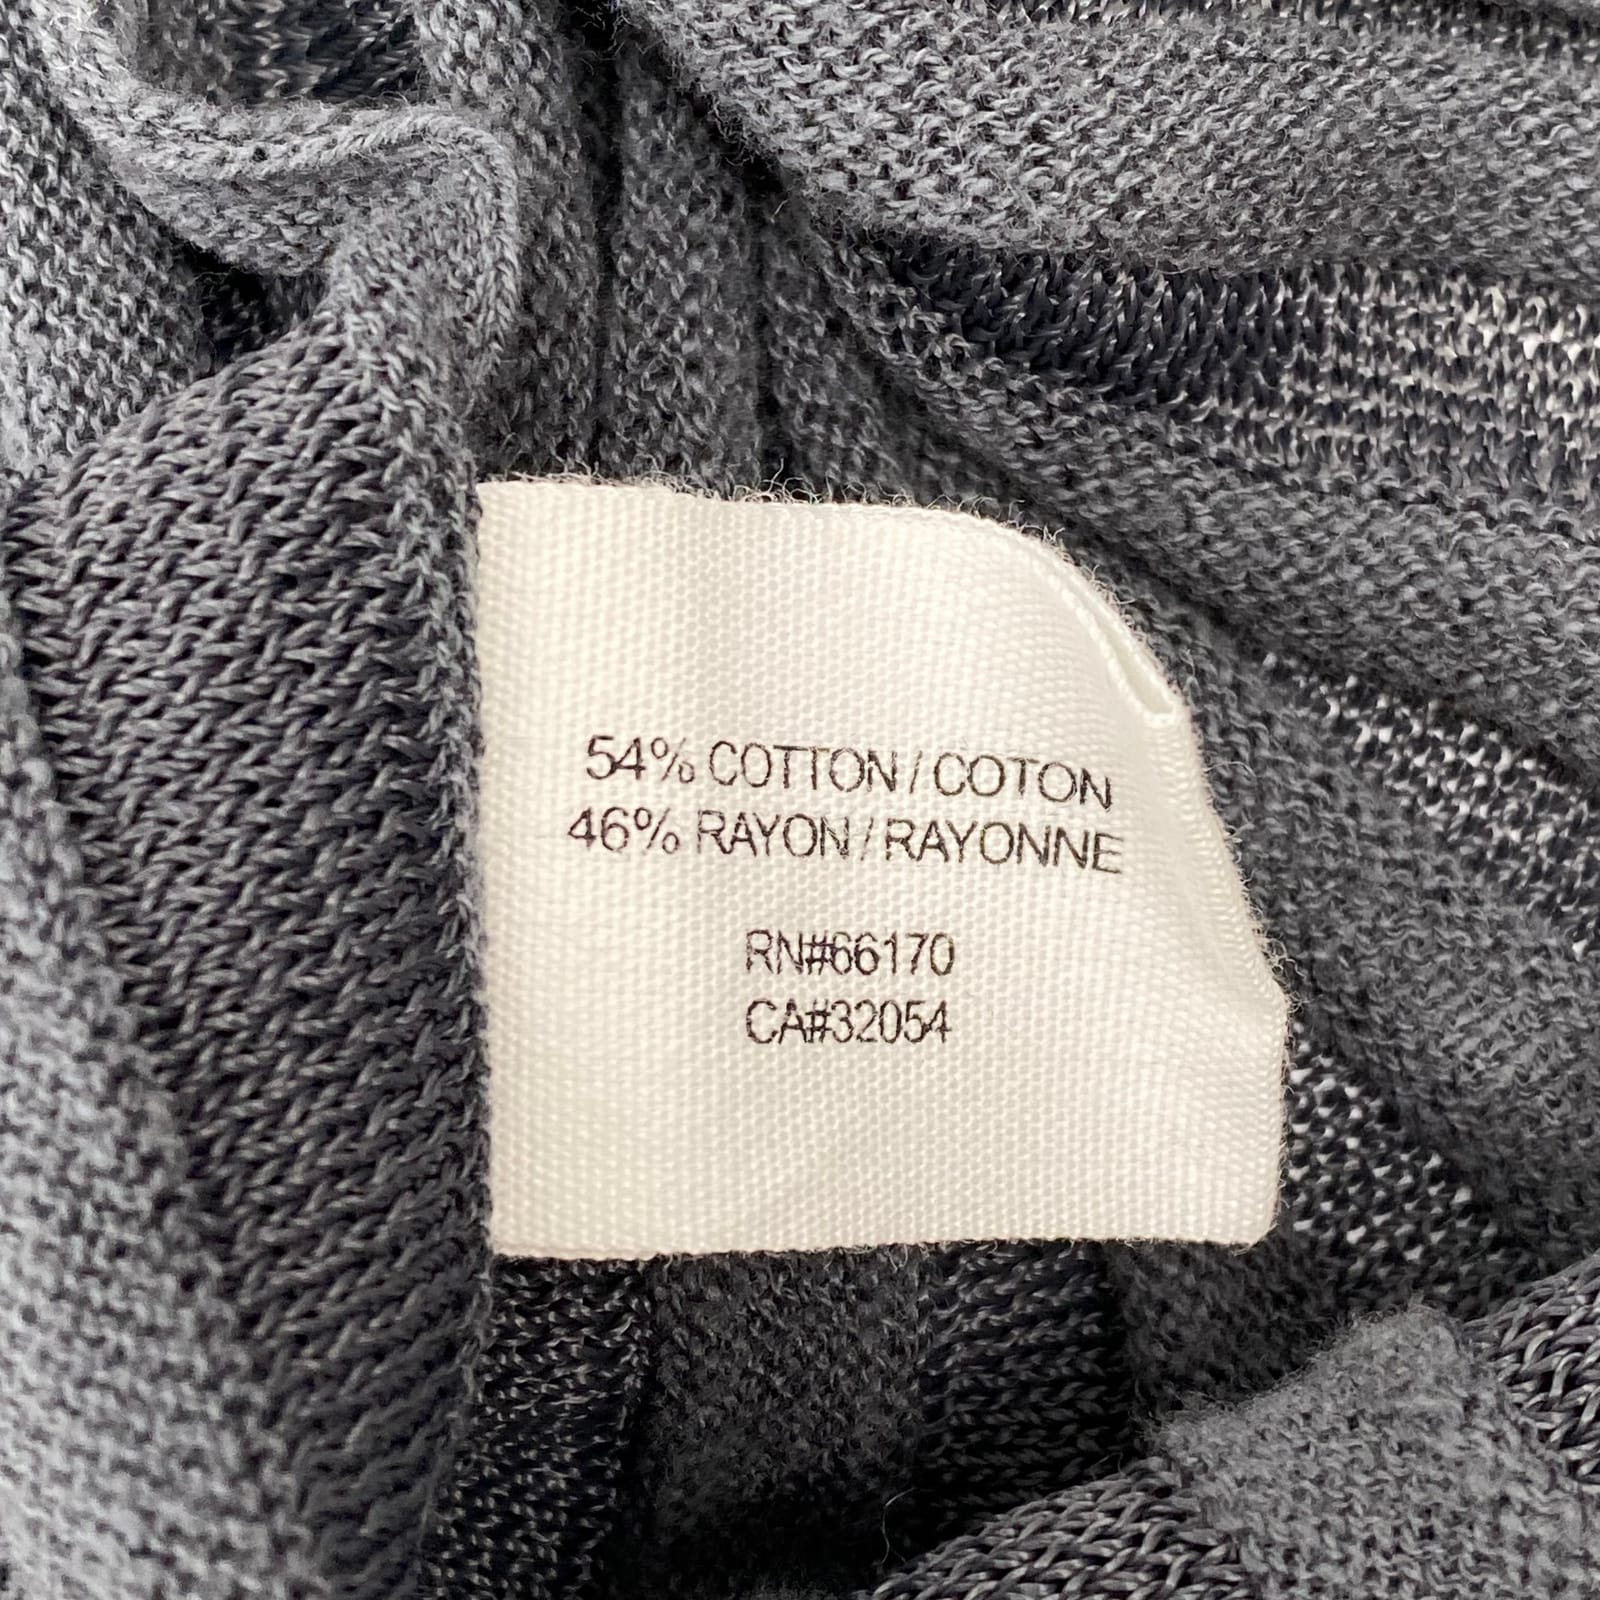 54% COTTON / COTON
46% RAYON / RAYONNE
RN#66170
CA#32054